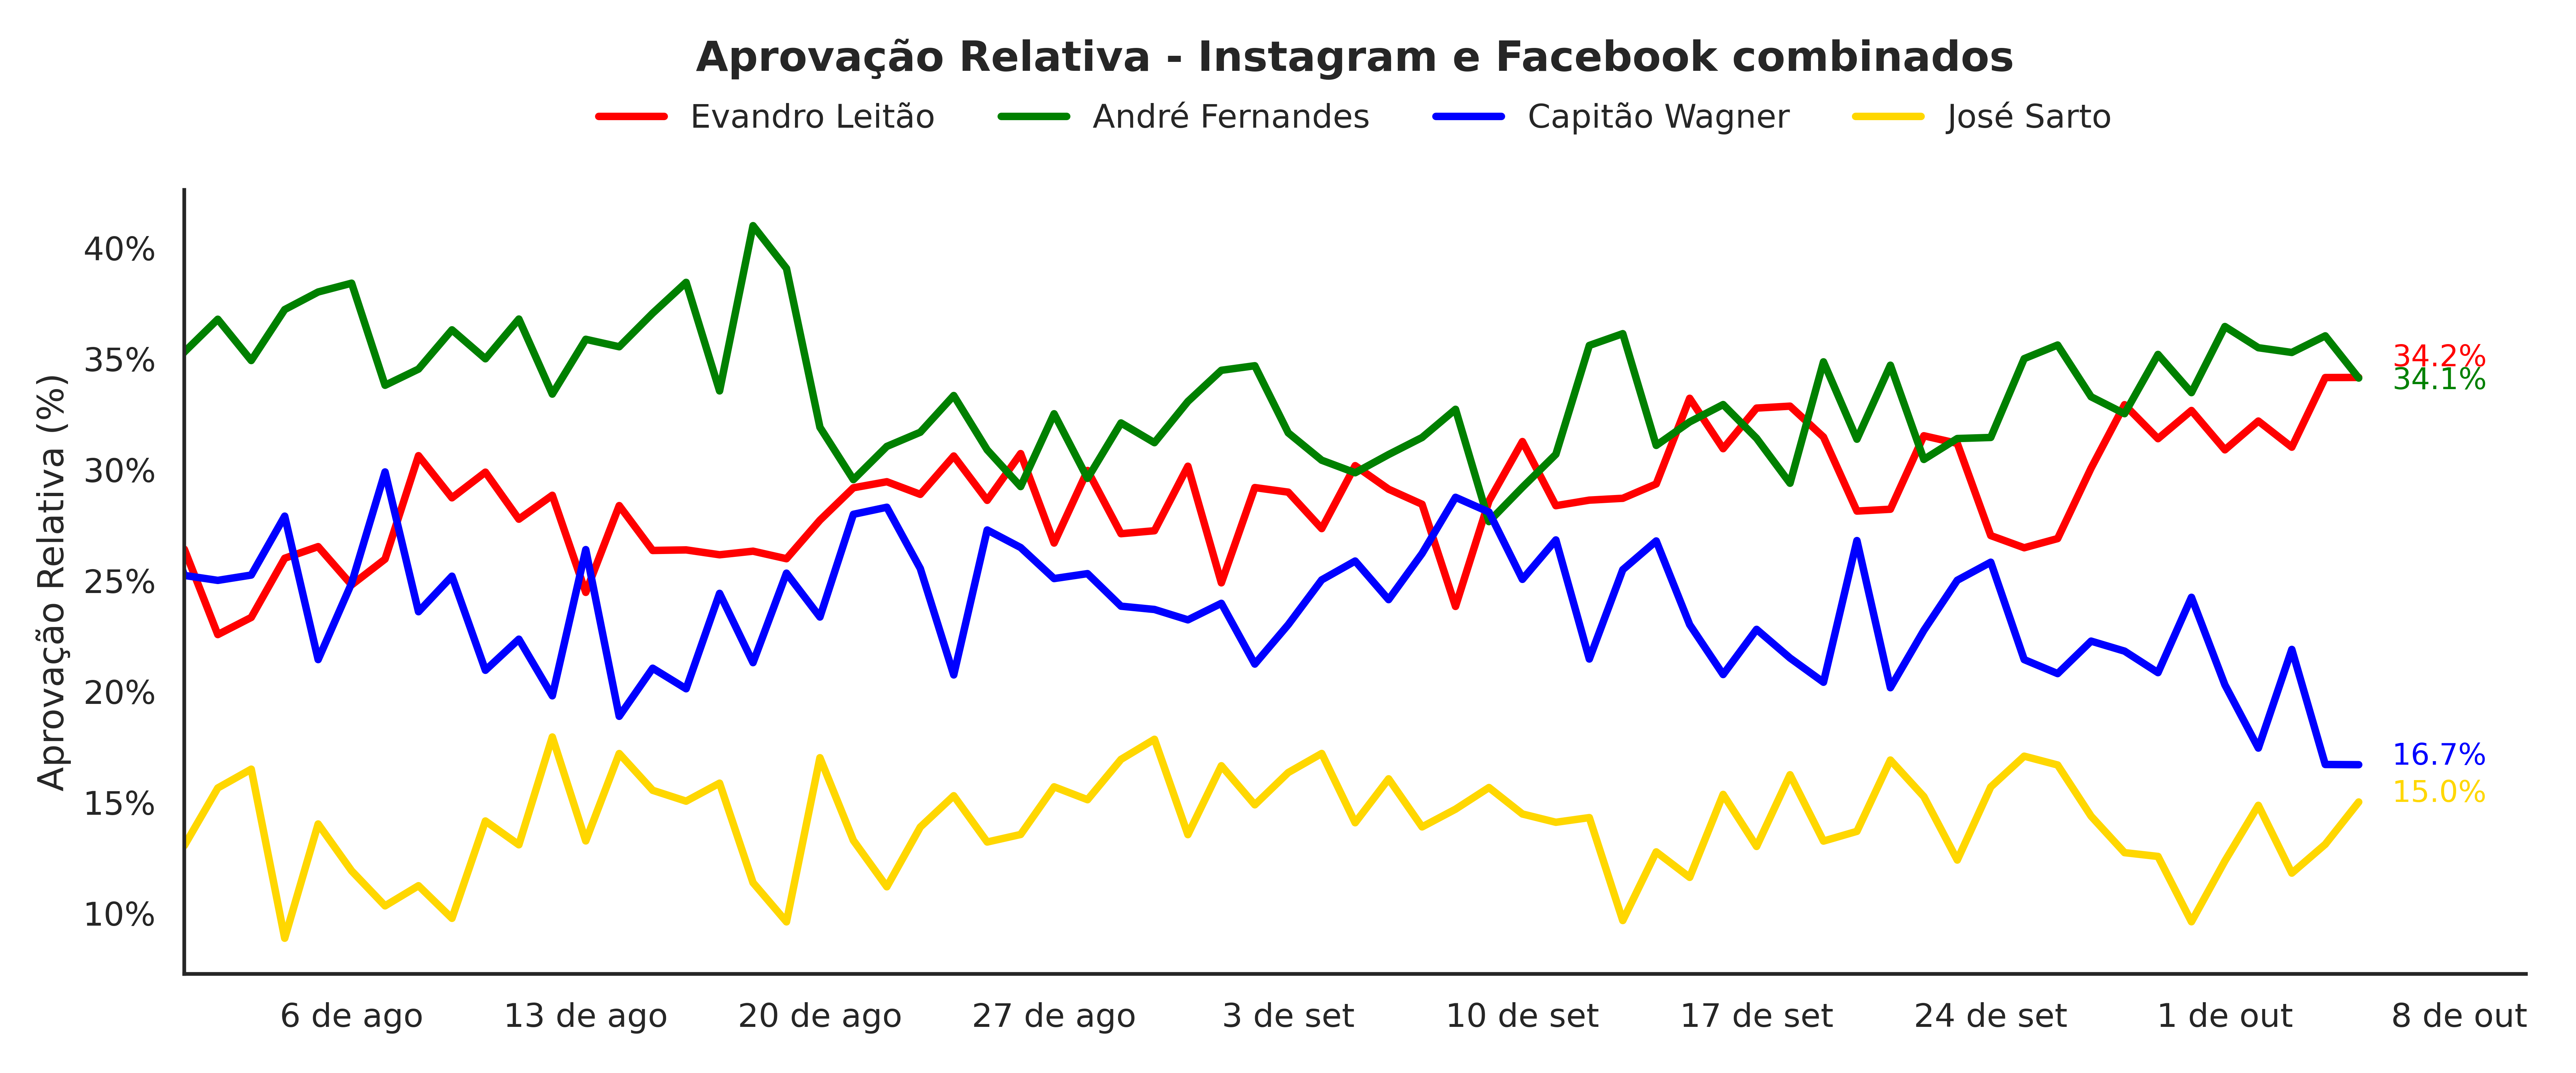 Aprovação Relativa - Instagram e Facebook combinados
Evandro Leitão André Fernandes Capitão Wagner José Sarto
Aprovação Relativa (%)
40%
35%
30%
25%
20%
15%
10%
34.2%
34.1%
16.7%
15.0%
6 de ago 13 de ago 20 de ago 27 de ago 3 de set 10 de set 17 de set 24 de set 1 de out 8 de out